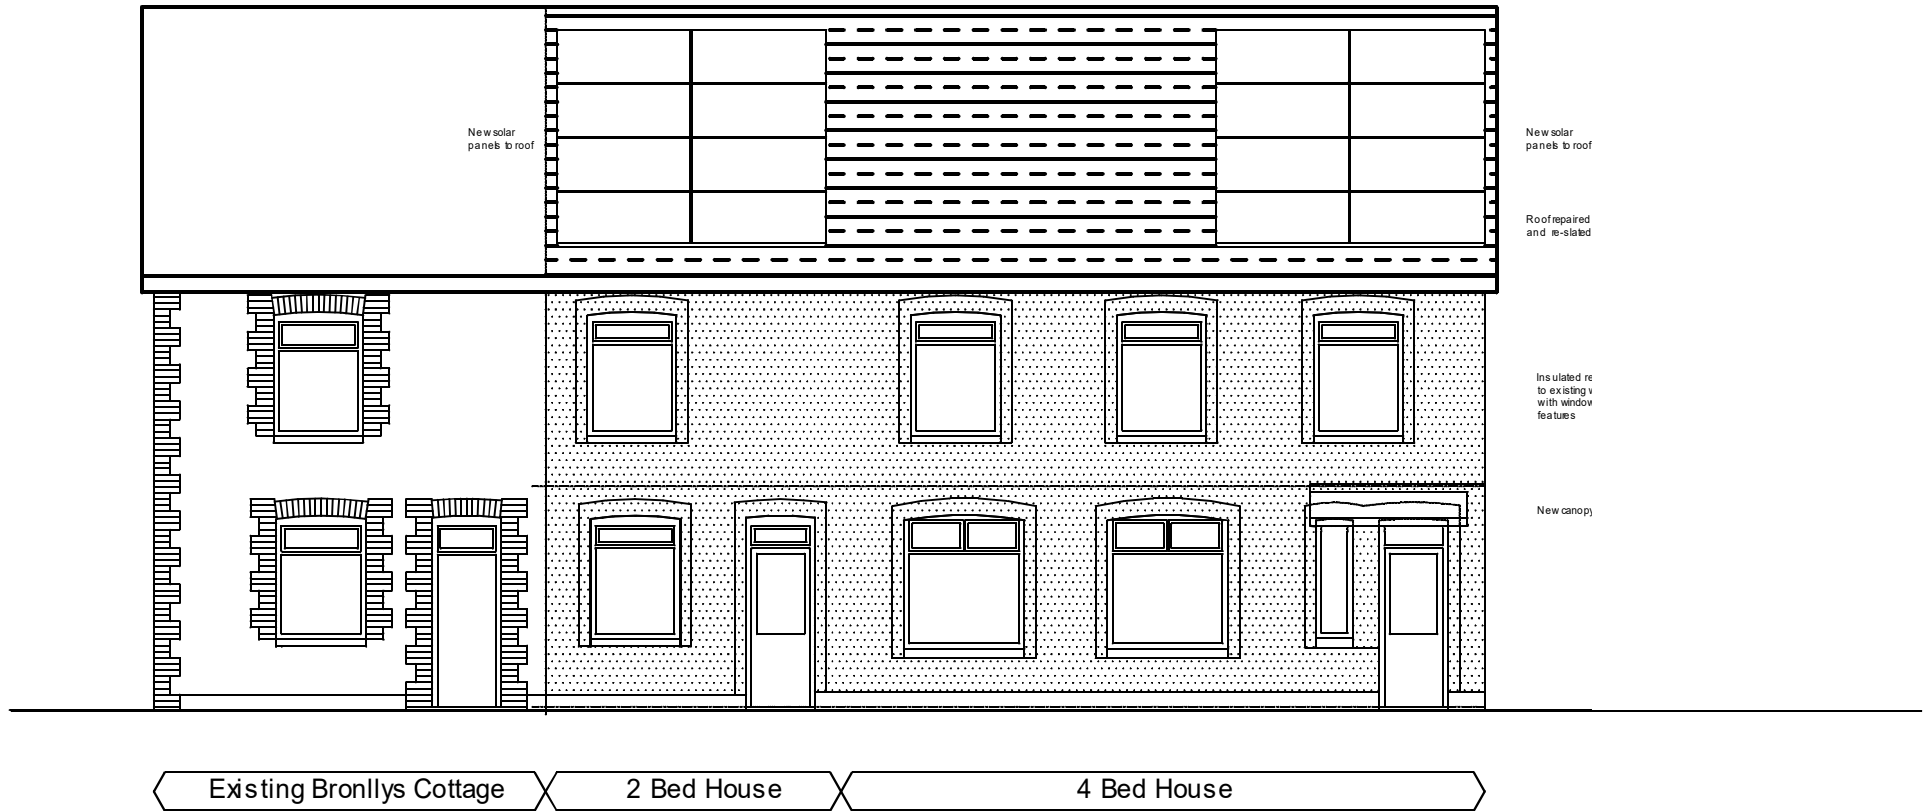 New solar
panels to roof
New solar
panels to roof
Roof repaired
and re-slated
Insulated re
to existing
with window
features
New canopy
Existing Bronllys Cottage
2 Bed House
4 Bed House